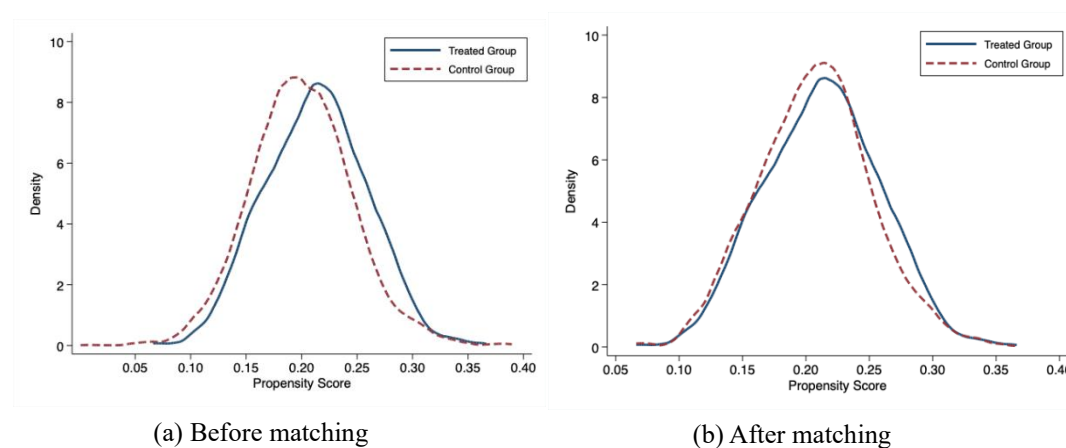 10
8
6
4
2
0
Density
Treated Group
Control Group
0.05 0.10 0.15 0.20 0.25 0.30 0.35 0.40
Propensity Score
(a) Before matching
10
8
6
4
2
0
Density
Treated Group
Control Group
0.05 0.10 0.15 0.20 0.25 0.30 0.35 0.40
Propensity Score
(b) After matching